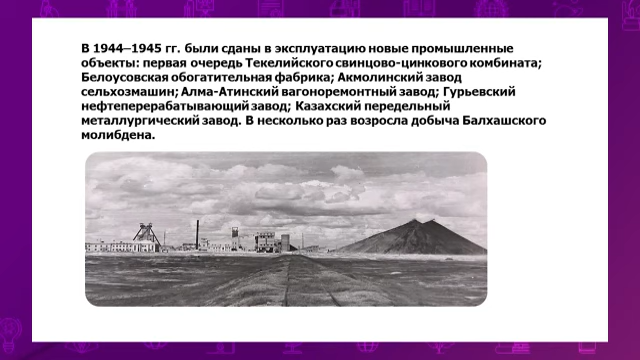 В 1944–1945 гг. были сданы в эксплуатацию новые промышленные
объекты: первая очередь Текелийского свинцово-цинкового комбината;
Белоусовская обогатительная фабрика; Акмолинский завод
сельхозмашин; Алма-Атинский вагоноремонтный завод; Гурьевский
нефтеперерабатывающий завод; Казахский передельный
металлургический завод. В несколько раз возросла добыча Балхашского
молибдена.